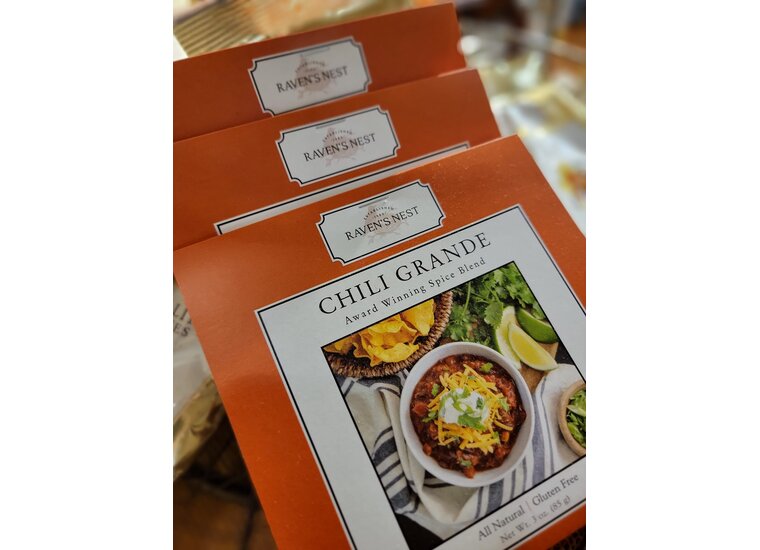 RAVEN'S NEST
RAVEN'S NEST
ESTABLISHED
RAVEN'S NEST
CHILI GRANDE
Award Winning Spice Blend
All Natural | Gluten Free
Net Wt. 3 oz. (85 g)